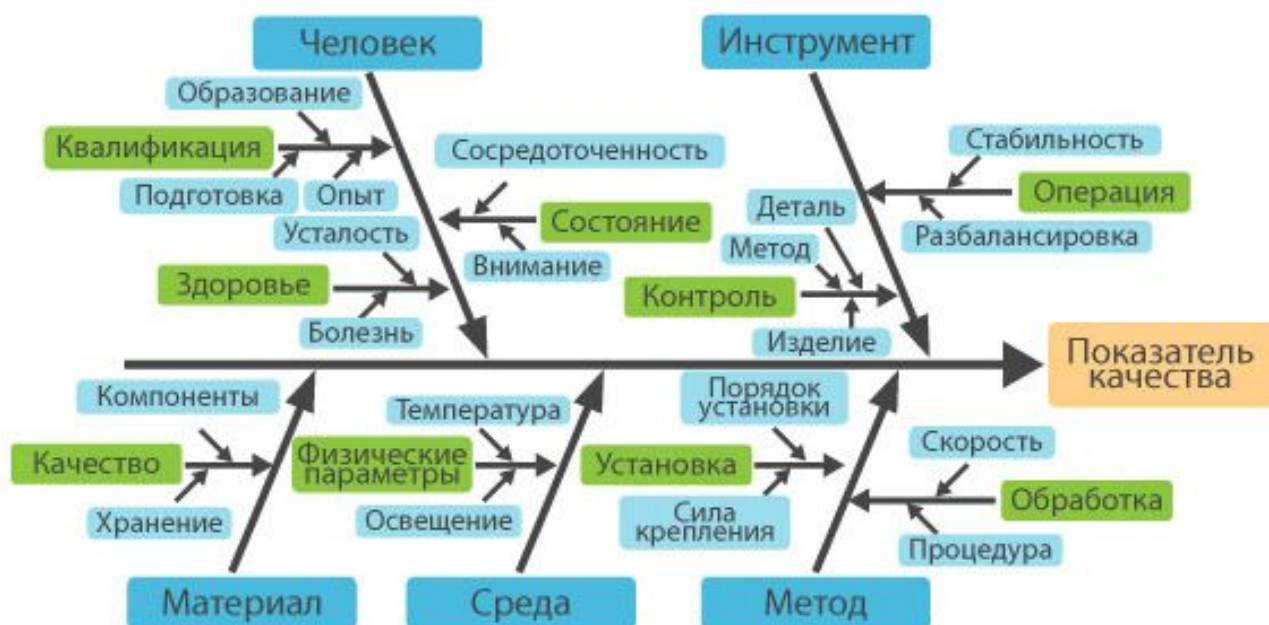 Человек
Инструмент
Образование
Квалификация
Подготовка
Опыт
Сосредоточенность
Состояние
Внимание
Усталость
Здоровье
Болезнь
Стабильность
Операция
Разбалансировка
Деталь
Метод
Контроль
Изделие
Показатель
качества
Компоненты
Качество
Хранение
Температура
Физические
параметры
Освещение
Порядок
установки
Установка
Сила
крепления
Скорость
Обработка
Процедура
Материал
Среда
Метод